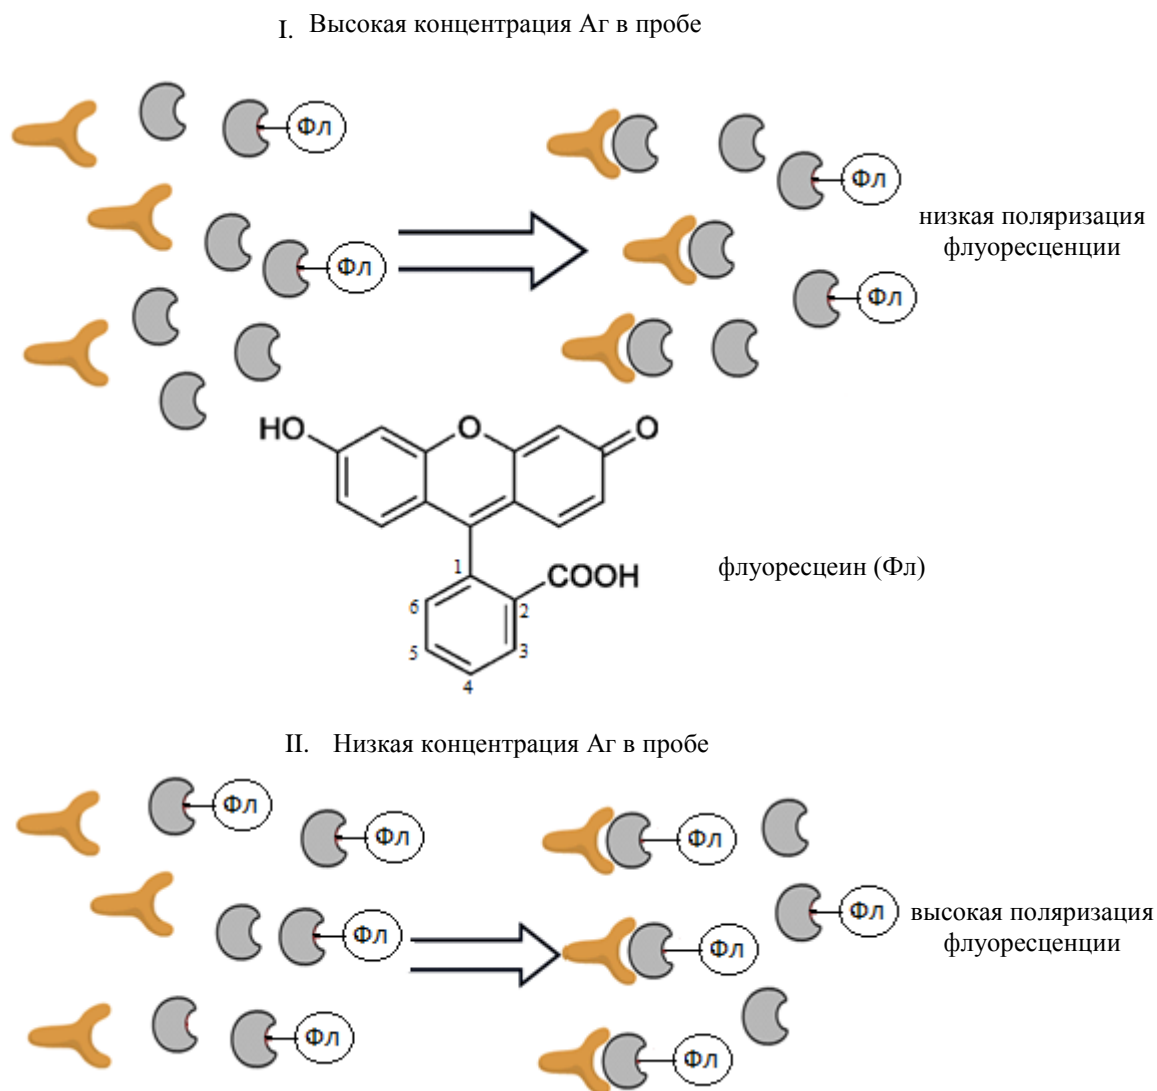 I. Высокая концентрация Аг в пробе
Фл
Фл
Фл
Фл
низкая поляризация
флуоресценции
HO
O
O
1
COOH
6
2
5
3
4
флуоресцеин (Фл)
II. Низкая концентрация Аг в пробе
Фл
Фл
Фл
Фл
Фл
Фл
Фл
Фл
высокая поляризация
флуоресценции